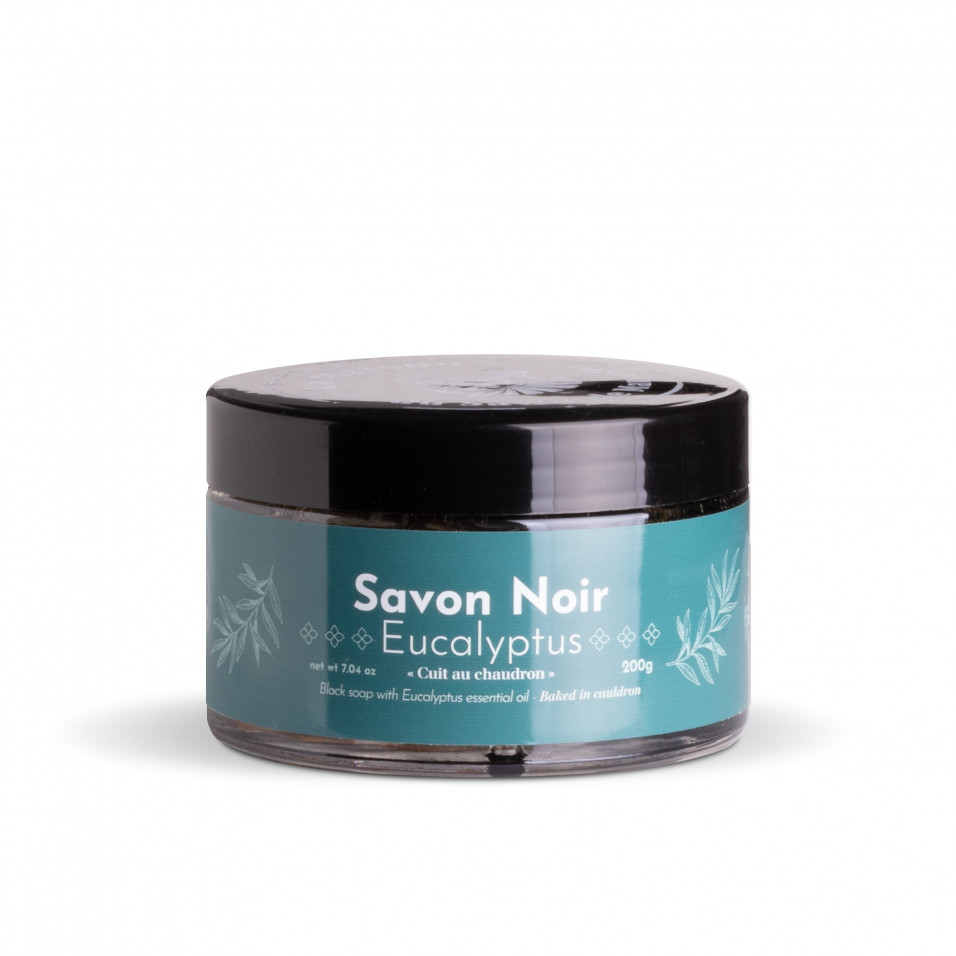 Savon Noir
Eucalyptus
net wt 7.04 oz
« Cuit au chaudron »
200g
Black soap with Eucalyptus essential oil - Baked in cauldron